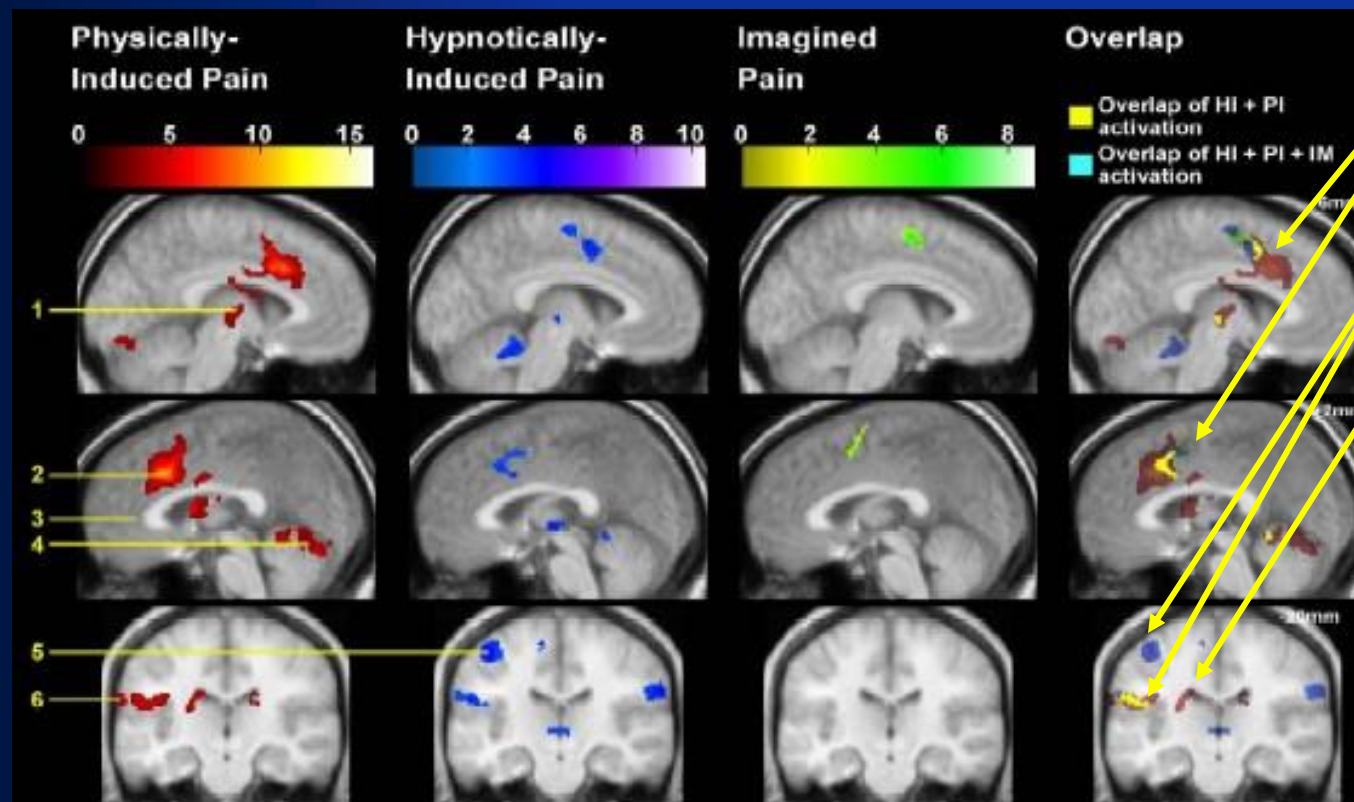 Physically-
Induced Pain
Hypnotically-
Induced Pain
Imagined
Pain
Overlap
0 5 10 15
0 2 4 6 8 10
0 2 4 6 8
Overlap of HI + PI
activation
Overlap of HI + PI + IM
activation
1
2
3
4
5
6